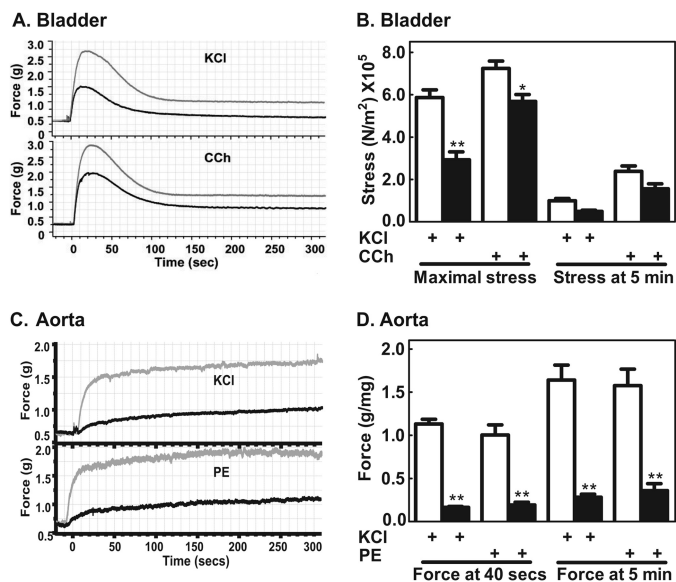 A. Bladder
3.0
2.5
2.0
1.5
1.0
0.5
0
Force (g)
KCl
3.0
2.5
2.0
1.5
1.0
0.5
0
Force (g)
CCh
0 50 100 150 200 250 300
Time (sec)
B. Bladder
8.0
6.0
4.0
2.0
0.0
Stress (N/m²) X10⁵
** *
KCl + + + +
CCh + + + +
Maximal stress Stress at 5 min
C. Aorta
2.0
1.5
1.0
0.5
Force (g)
KCl
2.0
1.5
1.0
0.5
Force (g)
PE
0 50 100 150 200 250 300
Time (secs)
D. Aorta
2.0
1.5
1.0
0.5
0.0
Force (g/mg)
** ** ** **
KCl + + + +
PE + + + +
Force at 40 secs Force at 5 min